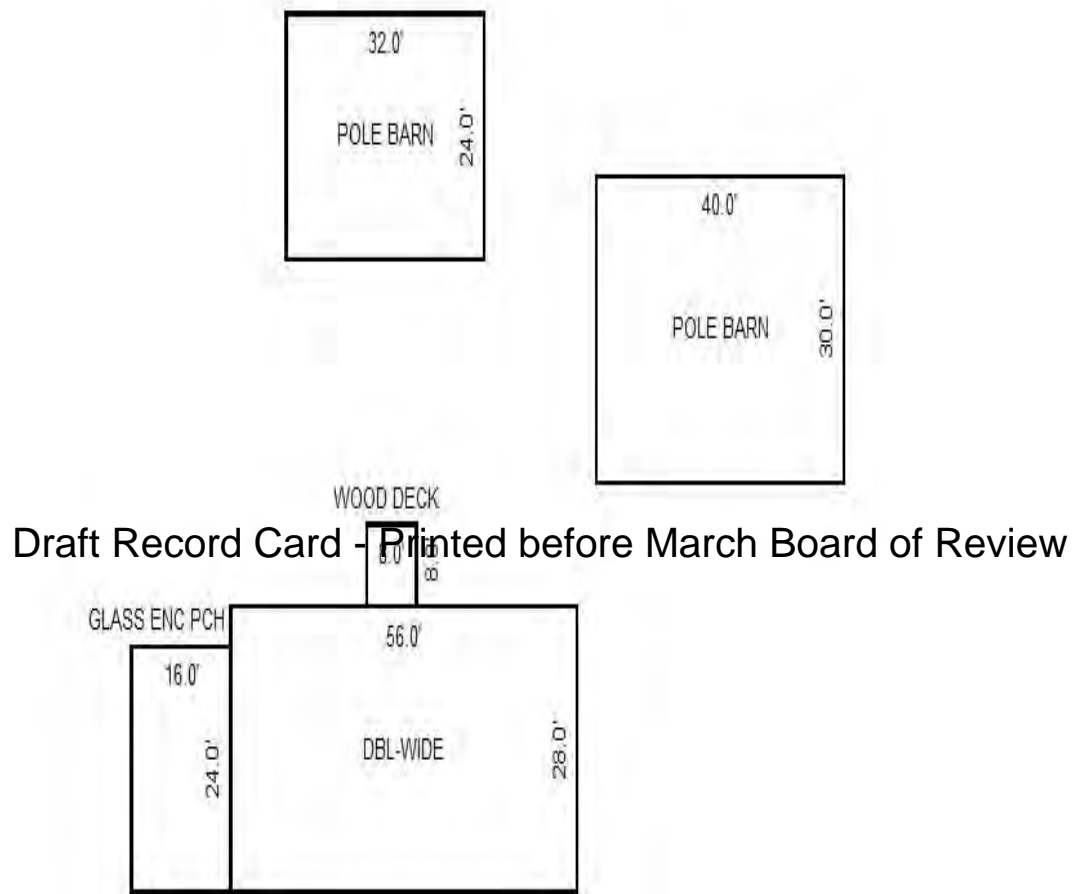 32.0'
POLE BARN
24.0'
40.0'
POLE BARN
30.0'
WOOD DECK
Draft Record Card - Printed before March Board of Review
8.0'
GLASS ENC PCH
56.0'
16.0'
DBL-WIDE
28.0'
24.0'